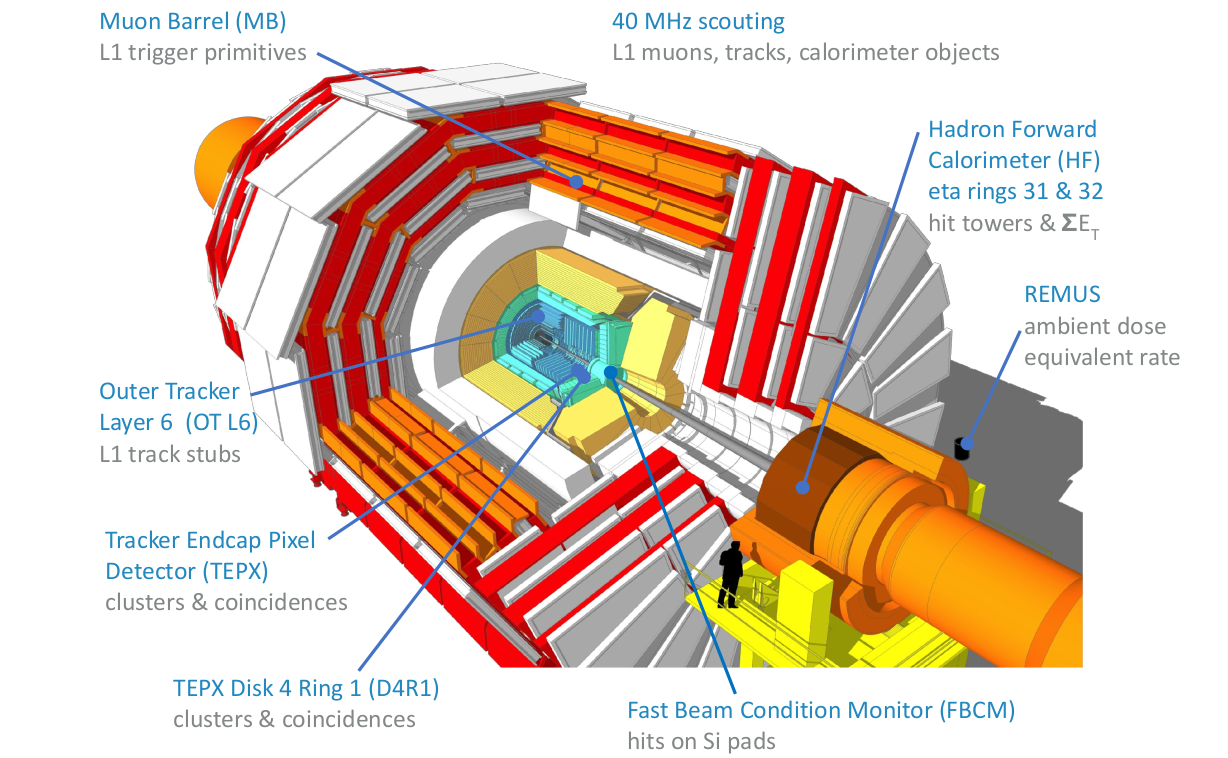 Muon Barrel (MB)
L1 trigger primitives
40 MHz scouting
L1 muons, tracks, calorimeter objects
Hadron Forward
Calorimeter (HF)
eta rings 31 & 32
hit towers & ΣE_T
REMUS
ambient dose
equivalent rate
Outer Tracker
Layer 6 (OT L6)
L1 track stubs
Tracker Endcap Pixel
Detector (TEPX)
clusters & coincidences
TEPX Disk 4 Ring 1 (D4R1)
clusters & coincidences
Fast Beam Condition Monitor (FBCM)
hits on Si pads